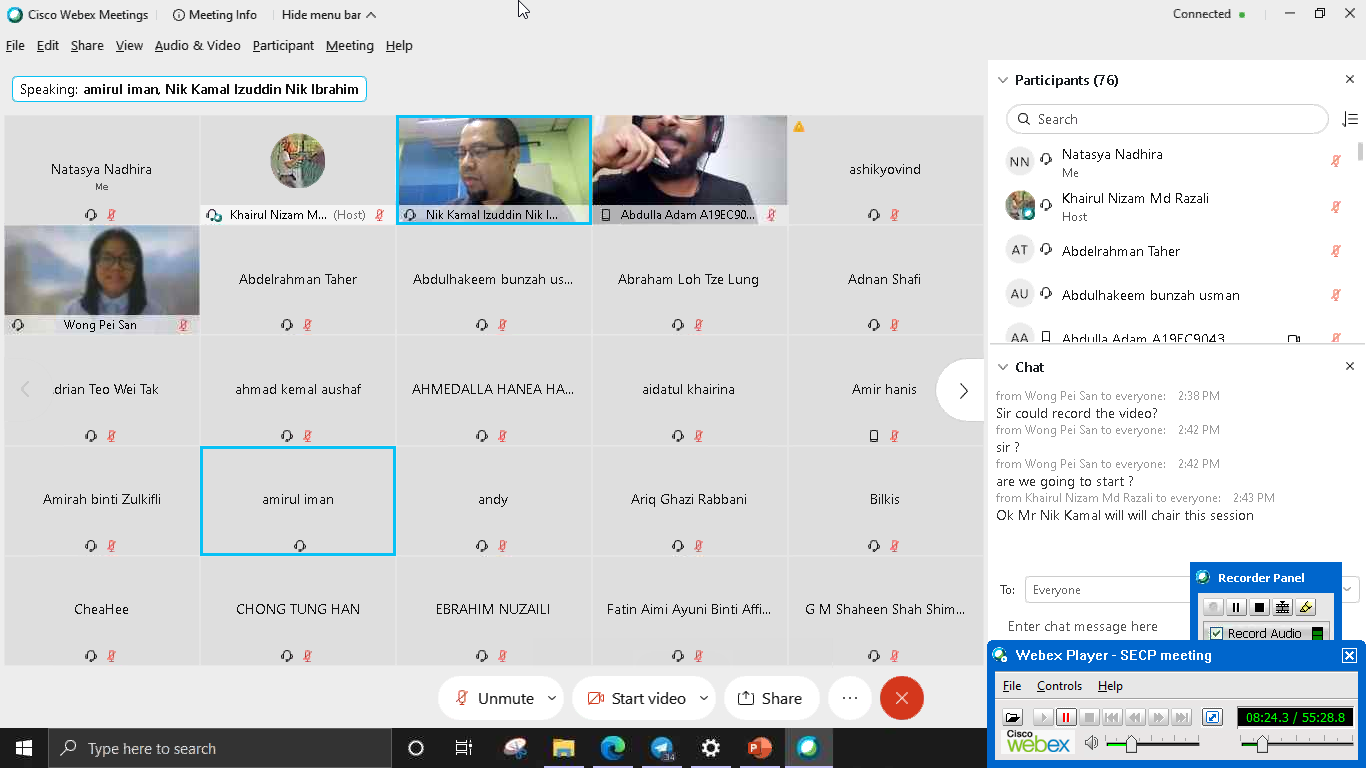 Cisco Webex Meetings
Meeting Info
Hide menu bar
Connected
File Edit Share View Audio & Video Participant Meeting Help
Speaking: amirul iman, Nik Kamal Izuddin Nik Ibrahim
Natasya Nadhira
Me
Khairul Nizam M... (Host)
Nik Kamal Izuddin Nik I...
Abdulla Adam A19EC90...
ashikyovind
Wong Pei San
Abdelrahman Taher
Abdulhakeem bunzah us...
Abraham Loh Tze Lung
Adnan Shafi
drian Teo Wei Tak
ahmad kemal aushaf
AHMEDALLA HANEA HA...
aidatul khairina
Amir hanis
Amirah binti Zulkifli
amirul iman
andy
Ariq Ghazi Rabbani
Bilkis
CheaHee
CHONG TUNG HAN
EBRAHIM NUZAILI
Fatin Aimi Ayuni Binti Affi...
G M Shaheen Shah Shim...
Unmute
Start video
Share
Participants (76)
Search
NN Natasya Nadhira
Me
Khairul Nizam Md Razali
Host
AT Abdelrahman Taher
AU Abdulhakeem bunzah usman
AA Abdulla Adam A19EC9043
Chat
from Wong Pei San to everyone: 2:38 PM
Sir could record the video?
from Wong Pei San to everyone: 2:42 PM
sir ?
from Wong Pei San to everyone: 2:42 PM
are we going to start ?
from Khairul Nizam Md Razali to everyone: 2:43 PM
Ok Mr Nik Kamal will will chair this session
To: Everyone
Enter chat message here
Recorder Panel
Record Audio
Webex Player - SECP meeting
File Controls Help
08:24.3 / 55:28.8
Cisco
webex
Type here to search
34